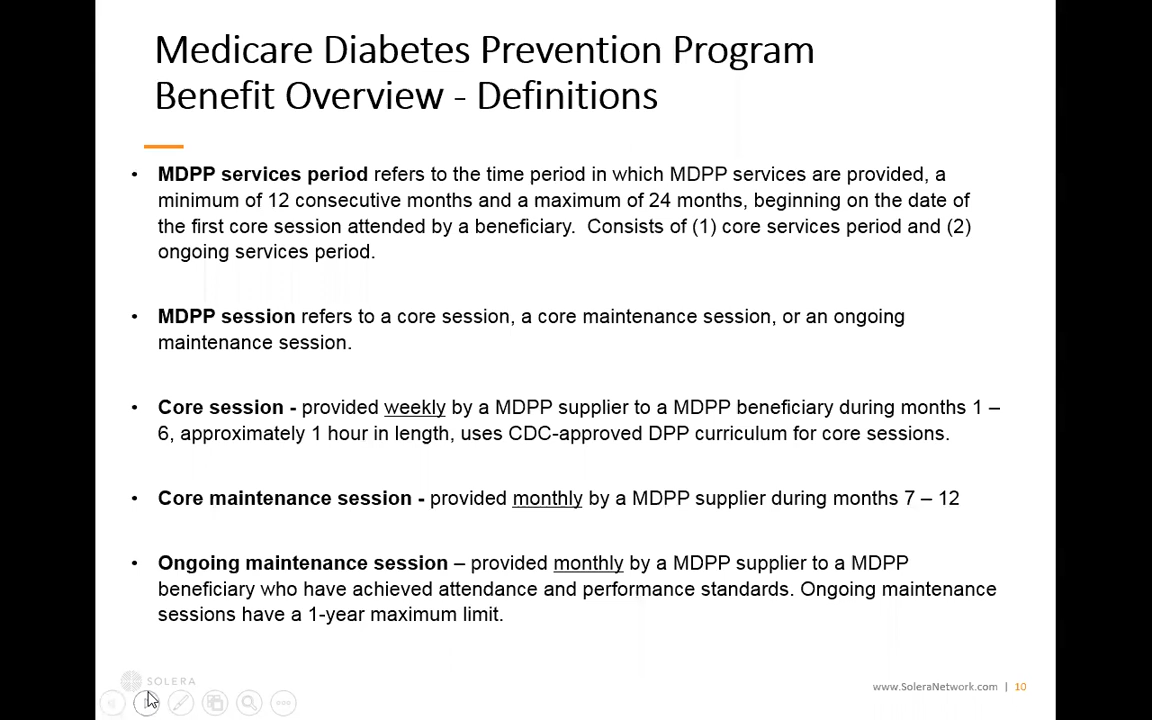 Medicare Diabetes Prevention Program
Benefit Overview - Definitions
• MDPP services period refers to the time period in which MDPP services are provided, a
minimum of 12 consecutive months and a maximum of 24 months, beginning on the date of
the first core session attended by a beneficiary.  Consists of (1) core services period and (2)
ongoing services period.
• MDPP session refers to a core session, a core maintenance session, or an ongoing
maintenance session.
• Core session - provided weekly by a MDPP supplier to a MDPP beneficiary during months 1 –
6, approximately 1 hour in length, uses CDC-approved DPP curriculum for core sessions.
• Core maintenance session - provided monthly by a MDPP supplier during months 7 – 12
• Ongoing maintenance session – provided monthly by a MDPP supplier to a MDPP
beneficiary who have achieved attendance and performance standards. Ongoing maintenance
sessions have a 1-year maximum limit.
SOLERA
www.SoleraNetwork.com | 10